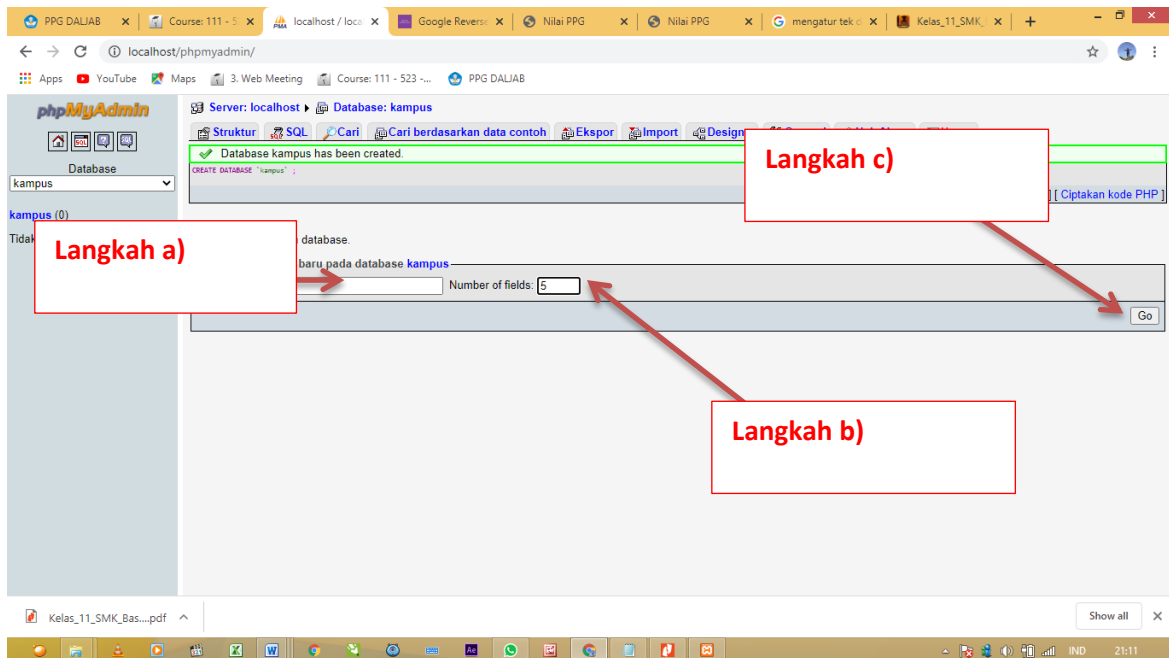 PPG DALJAB
Course: 111 - 5
localhost / loca
Google Reverse
Nilai PPG
Nilai PPG
mengatur tek
Kelas_11_SMK_
localhost/phpmyadmin/
Apps
YouTube
Maps
3. Web Meeting
Course: 111 - 523 -...
PPG DALJAB
phpMyAdmin
Server: localhost
Database: kampus
Struktur
SQL
Cari
Cari berdasarkan data contoh
Ekspor
Import
Database kampus has been created.
CREATE DATABASE `kampus` ;
Langkah c)
] [ Ciptakan kode PHP ]
Database
kampus
kampus (0)
Langkah a)
database.
baru pada database kampus
Number of fields: 5
Go
Langkah b)
Kelas_11_SMK_Bas....pdf
Show all
IND
21:11